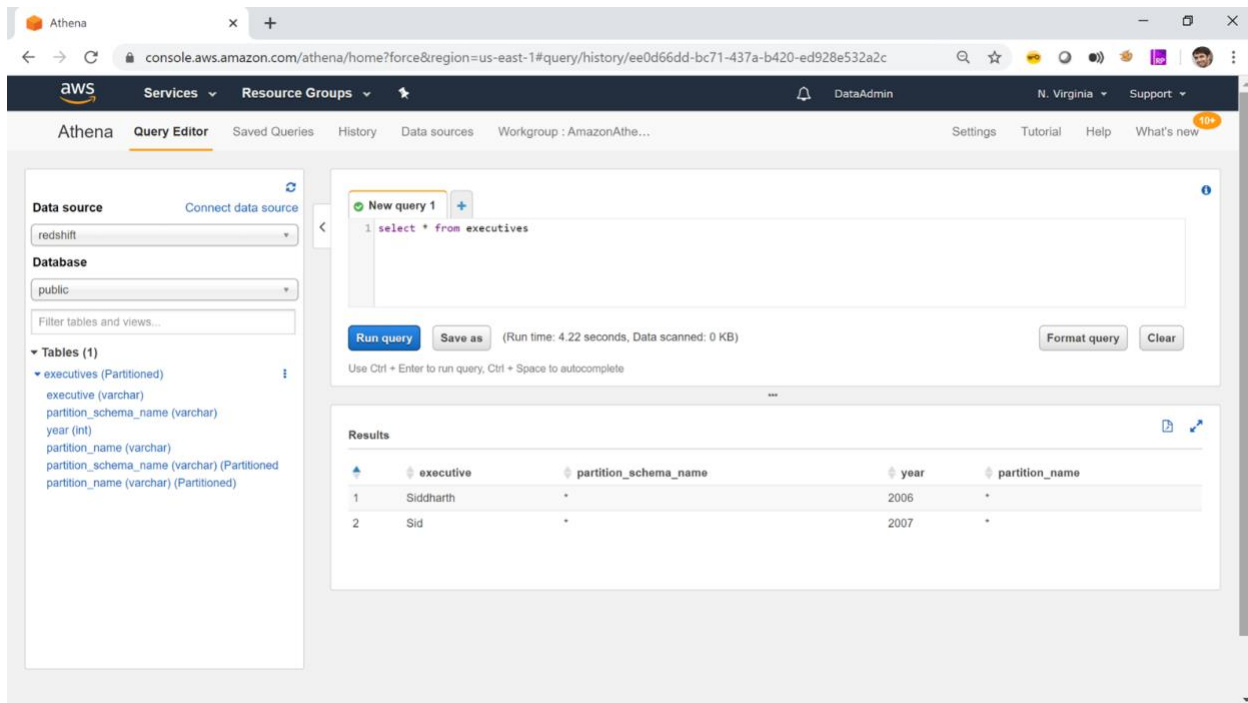 Athena
console.aws.amazon.com/athena/home?force&region=us-east-1#query/history/ee0d66dd-bc71-437a-b420-ed928e532a2c
RP
aws Services Resource Groups DataAdmin N. Virginia Support
Athena Query Editor Saved Queries History Data sources Workgroup : AmazonAthe... Settings Tutorial Help What's new 10+
Data source Connect data source
redshift
Database
public
Filter tables and views...
Tables (1)
executives (Partitioned)
executive (varchar)
partition_schema_name (varchar)
year (int)
partition_name (varchar)
partition_schema_name (varchar) (Partitioned
partition_name (varchar) (Partitioned)
New query 1 +
1 select * from executives
Run query Save as (Run time: 4.22 seconds, Data scanned: 0 KB) Format query Clear
Use Ctrl + Enter to run query, Ctrl + Space to autocomplete
Results
executive partition_schema_name year partition_name
1 Siddharth * 2006 *
2 Sid * 2007 *